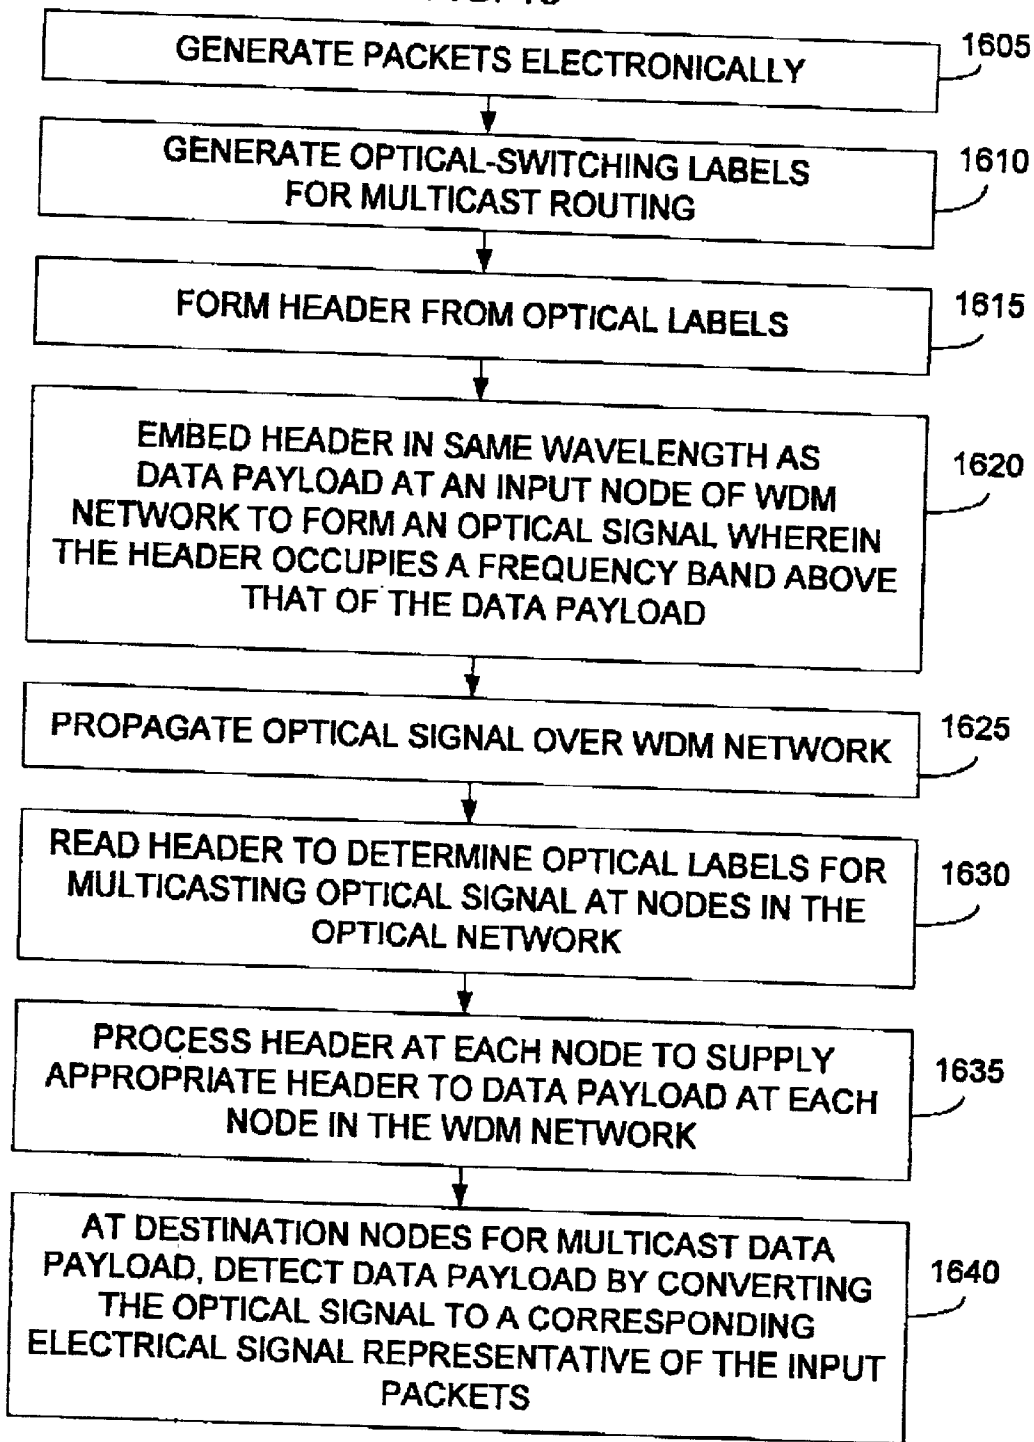 GENERATE PACKETS ELECTRONICALLY
1605
GENERATE OPTICAL-SWITCHING LABELS
FOR MULTICAST ROUTING
1610
FORM HEADER FROM OPTICAL LABELS
1615
EMBED HEADER IN SAME WAVELENGTH AS
DATA PAYLOAD AT AN INPUT NODE OF WDM
NETWORK TO FORM AN OPTICAL SIGNAL WHEREIN
THE HEADER OCCUPIES A FREQUENCY BAND ABOVE
THAT OF THE DATA PAYLOAD
1620
PROPAGATE OPTICAL SIGNAL OVER WDM NETWORK
1625
READ HEADER TO DETERMINE OPTICAL LABELS FOR
MULTICASTING OPTICAL SIGNAL AT NODES IN THE
OPTICAL NETWORK
1630
PROCESS HEADER AT EACH NODE TO SUPPLY
APPROPRIATE HEADER TO DATA PAYLOAD AT EACH
NODE IN THE WDM NETWORK
1635
AT DESTINATION NODES FOR MULTICAST DATA
PAYLOAD, DETECT DATA PAYLOAD BY CONVERTING
THE OPTICAL SIGNAL TO A CORRESPONDING
ELECTRICAL SIGNAL REPRESENTATIVE OF THE INPUT
PACKETS
1640